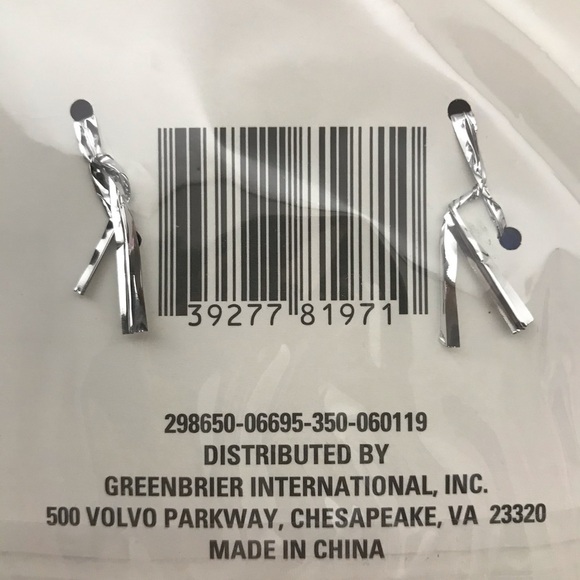 39277 81971
298650-06695-350-060119
DISTRIBUTED BY
GREENBRIER INTERNATIONAL, INC.
500 VOLVO PARKWAY, CHESAPEAKE, VA 23320
MADE IN CHINA